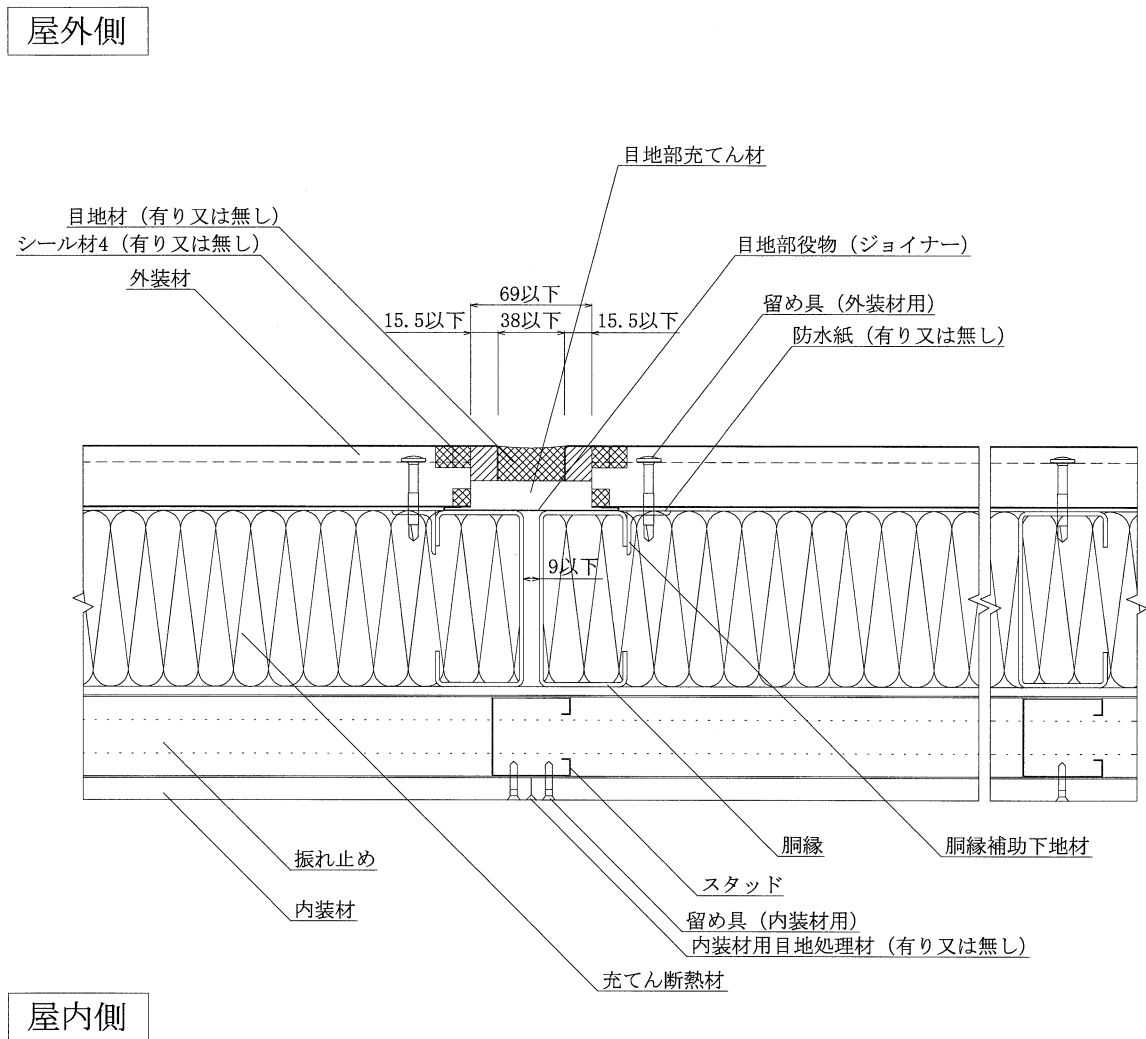 屋外側
目地部充てん材
目地材（有り又は無し）
シール材4（有り又は無し）
目地部役物（ジョイナー）
外装材
69以下
留め具（外装材用）
15.5以下
38以下
15.5以下
防水紙（有り又は無し）
9以下
振れ止め
胴縁
胴縁補助下地材
スタッド
内装材
留め具（内装材用）
内装材用目地処理材（有り又は無し）
充てん断熱材
屋内側